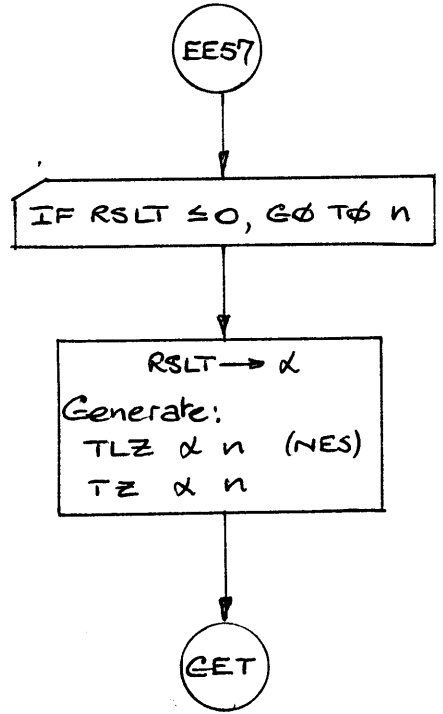 EE57
IF RSLT ≤0, GØ TØ n
RSLT → α
Generate:
TLZ α n (NES)
TZ α n
GET